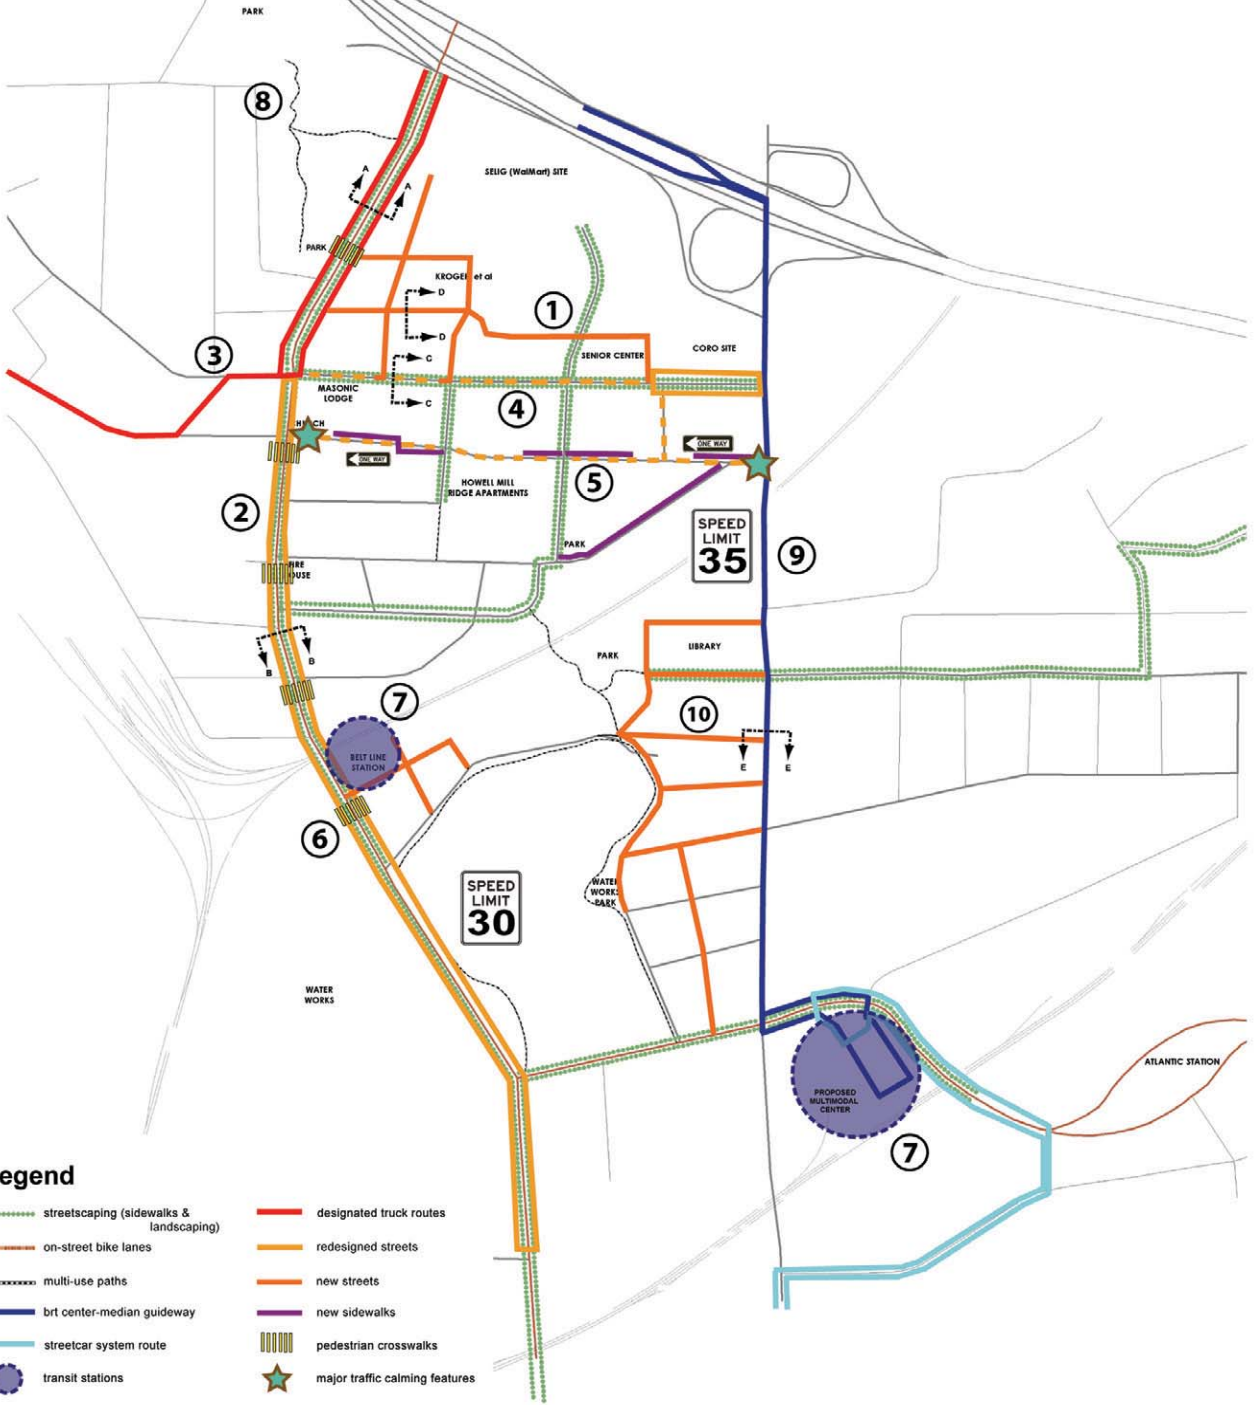 PARK
8
A
A
SELIG (WalMart) SITE
PARK
KROGER et al
D
1
D
3
C
SENIOR CENTER
CORO SITE
MASONIC
LODGE
C
4
ONE WAY
ONE WAY
5
HOWELL MILL
RIDGE APARTMENTS
2
SPEED
LIMIT
35
PARK
9
B
B
PARK
LIBRARY
7
10
BELT LINE
STATION
E
E
6
SPEED
LIMIT
30
WATER
WORKS
PARK
WATER
WORKS
ATLANTIC STATION
PROPOSED
MULTIMODAL
CENTER
7
egend
streetscaping (sidewalks &
landscaping)
on-street bike lanes
multi-use paths
brt center-median guideway
streetcar system route
transit stations
designated truck routes
redesigned streets
new streets
new sidewalks
pedestrian crosswalks
major traffic calming features